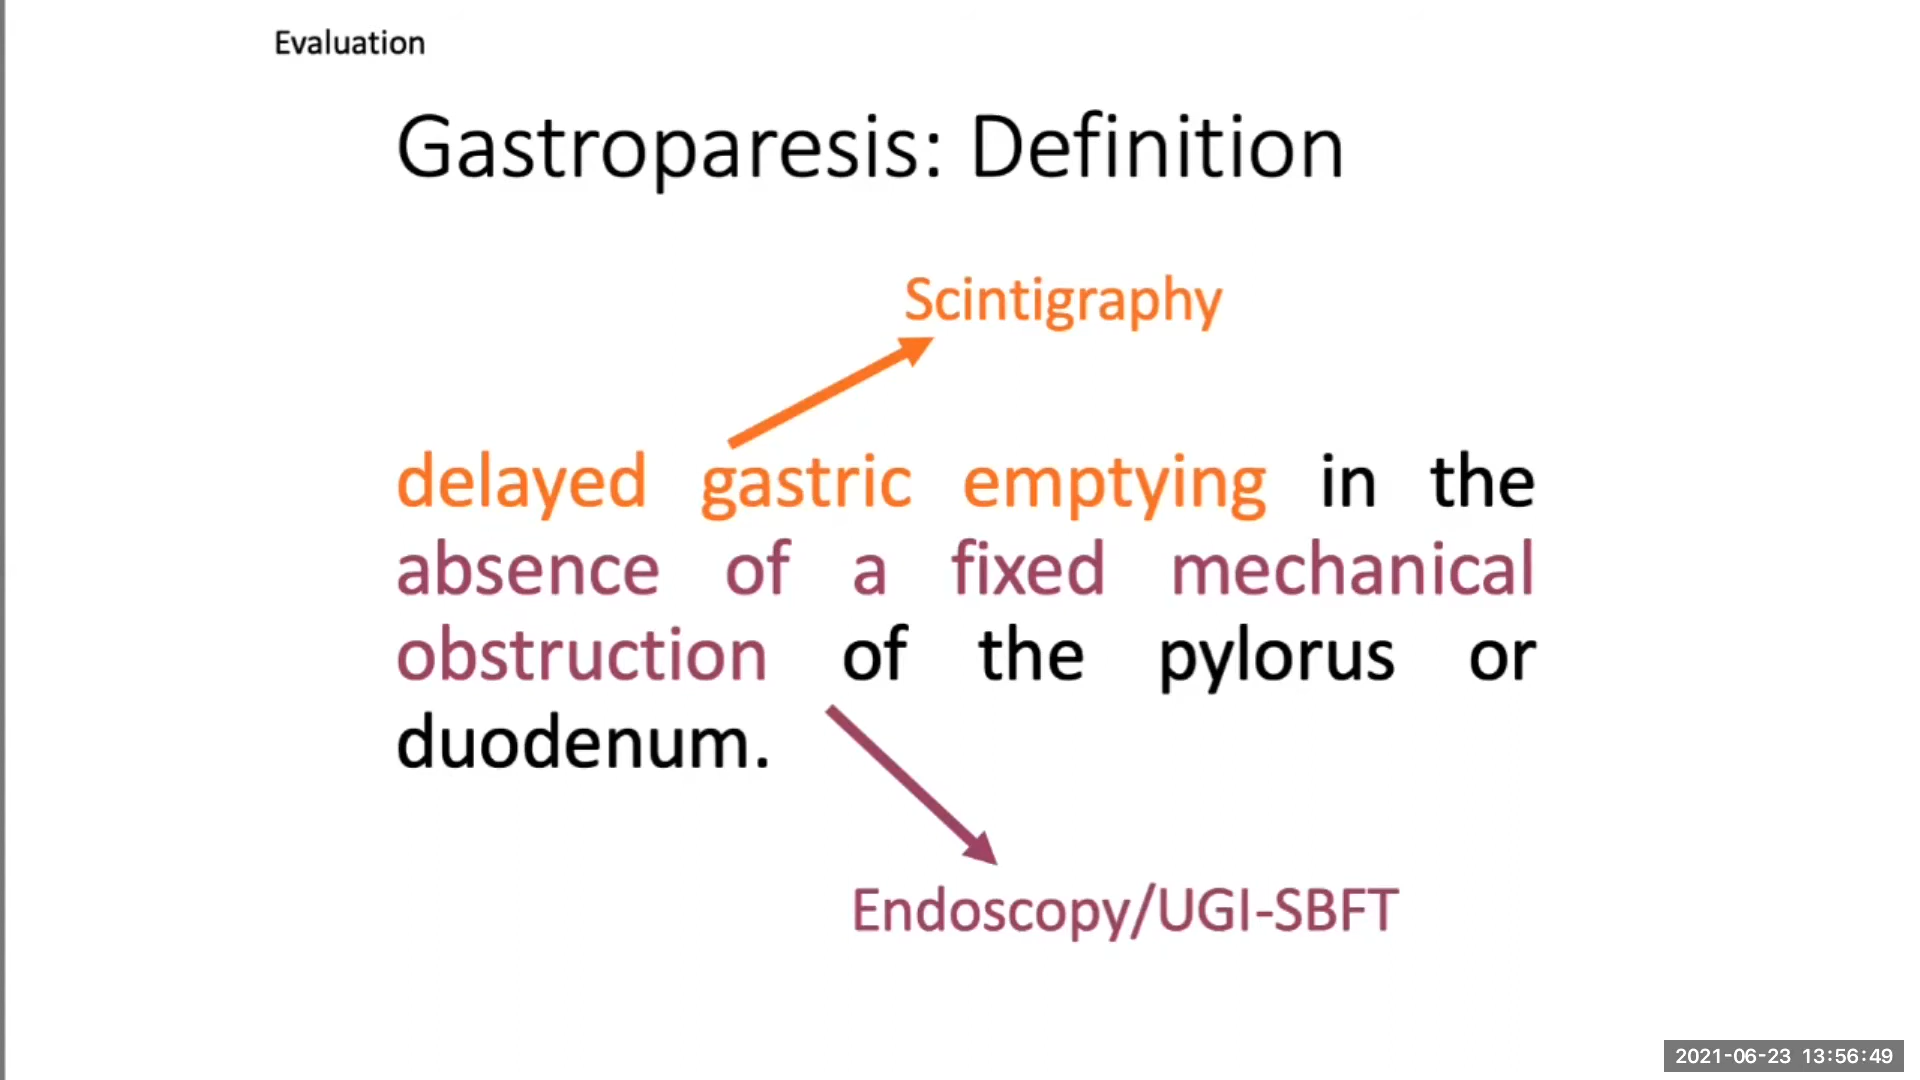 Evaluation
Gastroparesis: Definition
Scintigraphy
delayed gastric emptying in the
absence of a fixed mechanical
obstruction of the pylorus or
duodenum.
Endoscopy/UGI-SBFT
2021-06-23 13:56:49